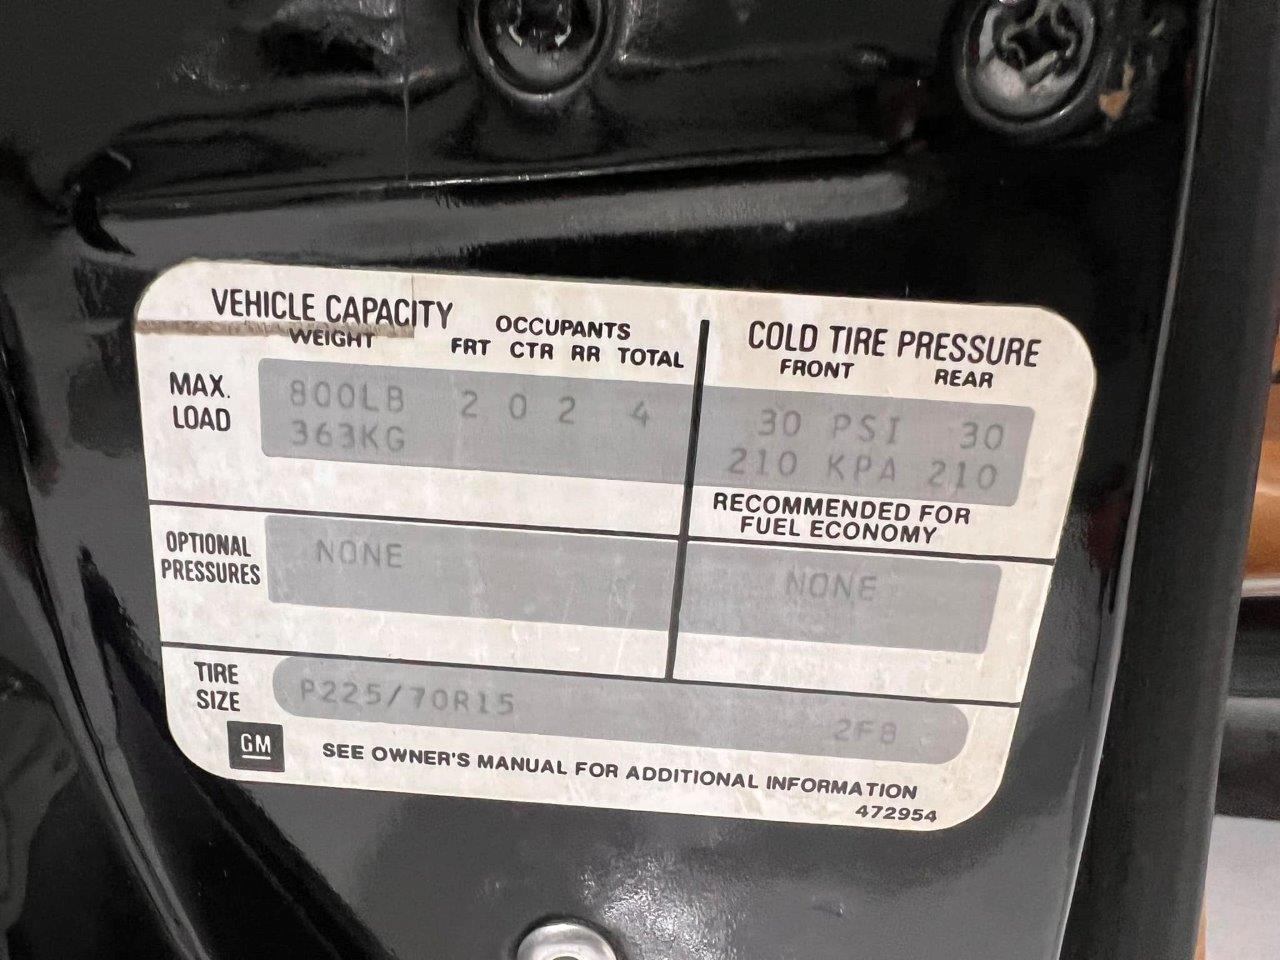 VEHICLE CAPACITY
WEIGHT
OCCUPANTS
FRT CTR RR TOTAL
COLD TIRE PRESSURE
FRONT REAR
MAX. LOAD
800LB 2 0 2 4
363KG
30 PSI 30
210 KPA 210
RECOMMENDED FOR
FUEL ECONOMY
OPTIONAL
PRESSURES
NONE
NONE
TIRE
SIZE
P225/70R15
2F8
GM
SEE OWNER'S MANUAL FOR ADDITIONAL INFORMATION
472954